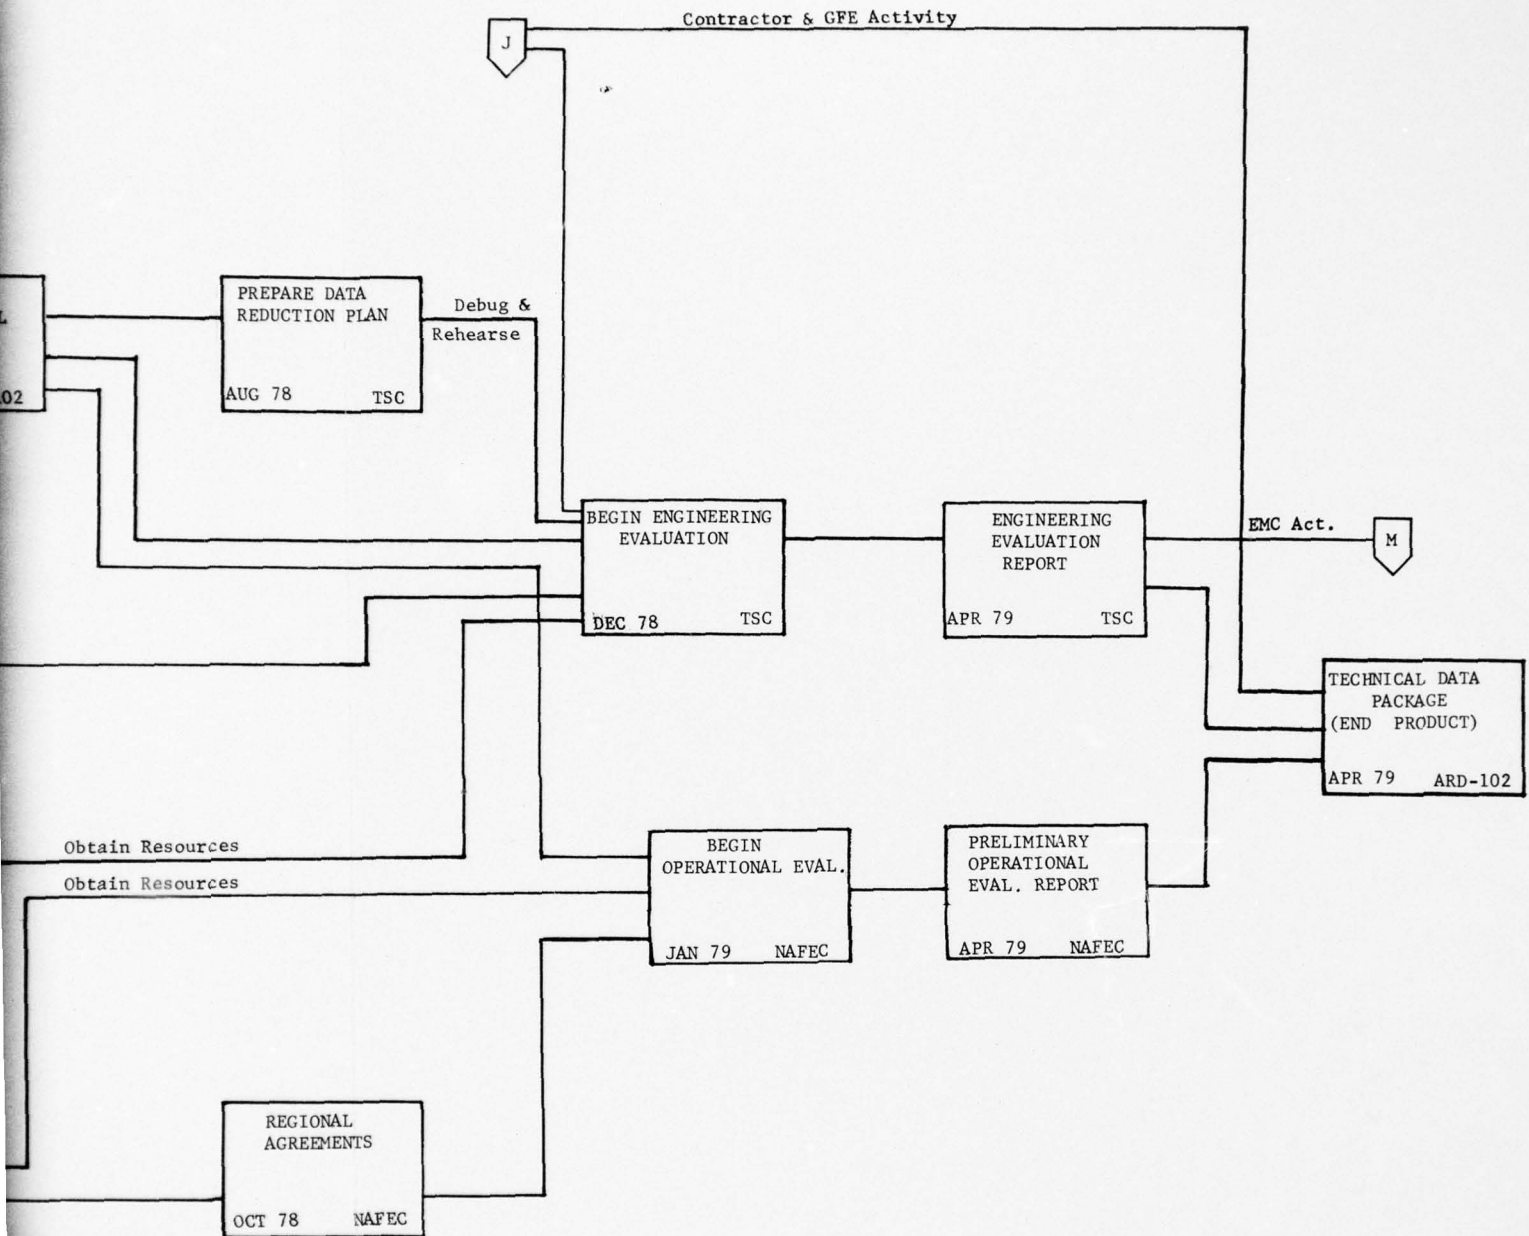 Contractor & GFE Activity
J
PREPARE DATA
REDUCTION PLAN
AUG 78 TSC
Debug &
Rehearse
L
02
BEGIN ENGINEERING
EVALUATION
DEC 78 TSC
ENGINEERING
EVALUATION
REPORT
APR 79 TSC
EMC Act.
M
TECHNICAL DATA
PACKAGE
(END PRODUCT)
APR 79 ARD-102
Obtain Resources
Obtain Resources
BEGIN
OPERATIONAL EVAL.
JAN 79 NAFEC
PRELIMINARY
OPERATIONAL
EVAL. REPORT
APR 79 NAFEC
REGIONAL
AGREEMENTS
OCT 78 NAFEC